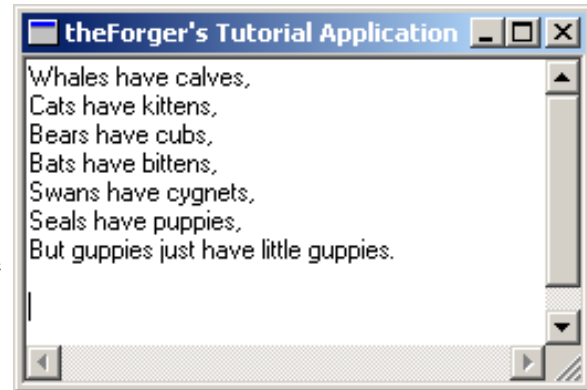 theForger's Tutorial Application
Whales have calves,
Cats have kittens,
Bears have cubs,
Bats have bittens,
Swans have cygnets,
Seals have puppies,
But guppies just have little guppies.